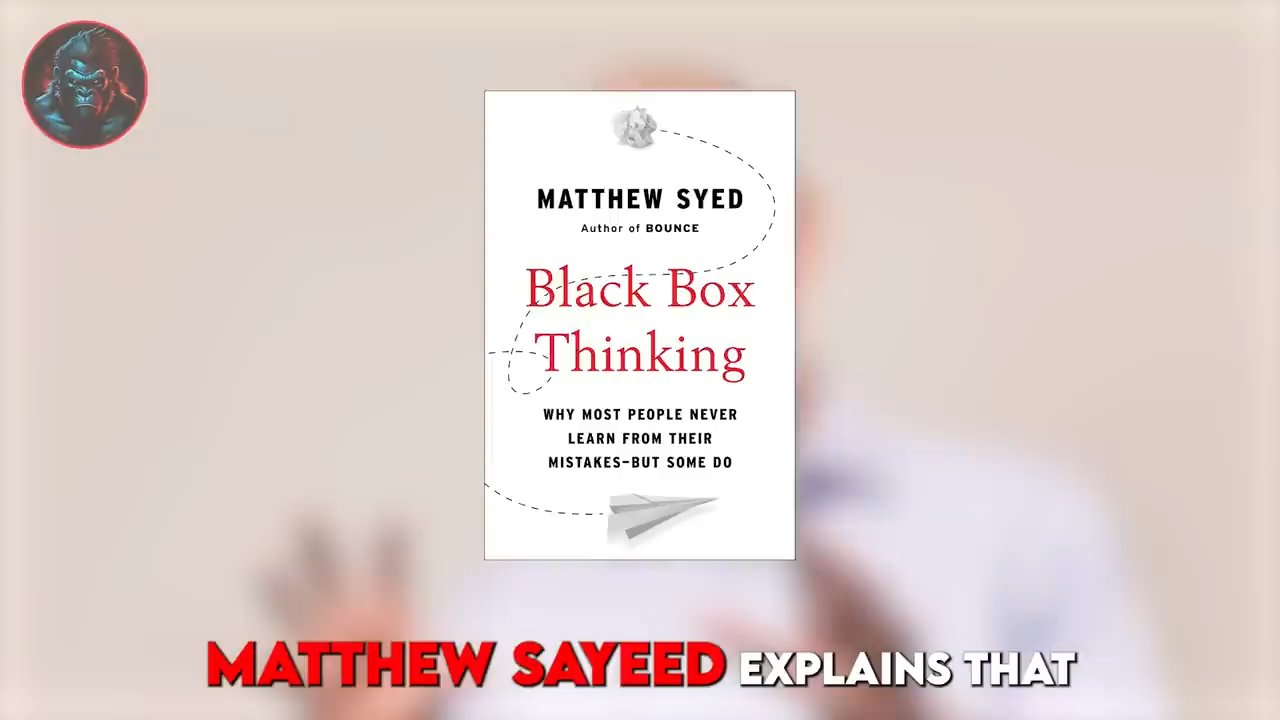 MATTHEW SYED
Author of BOUNCE
Black Box
Thinking
WHY MOST PEOPLE NEVER
LEARN FROM THEIR
MISTAKES–BUT SOME DO
MATTHEW SAYEED EXPLAINS THAT